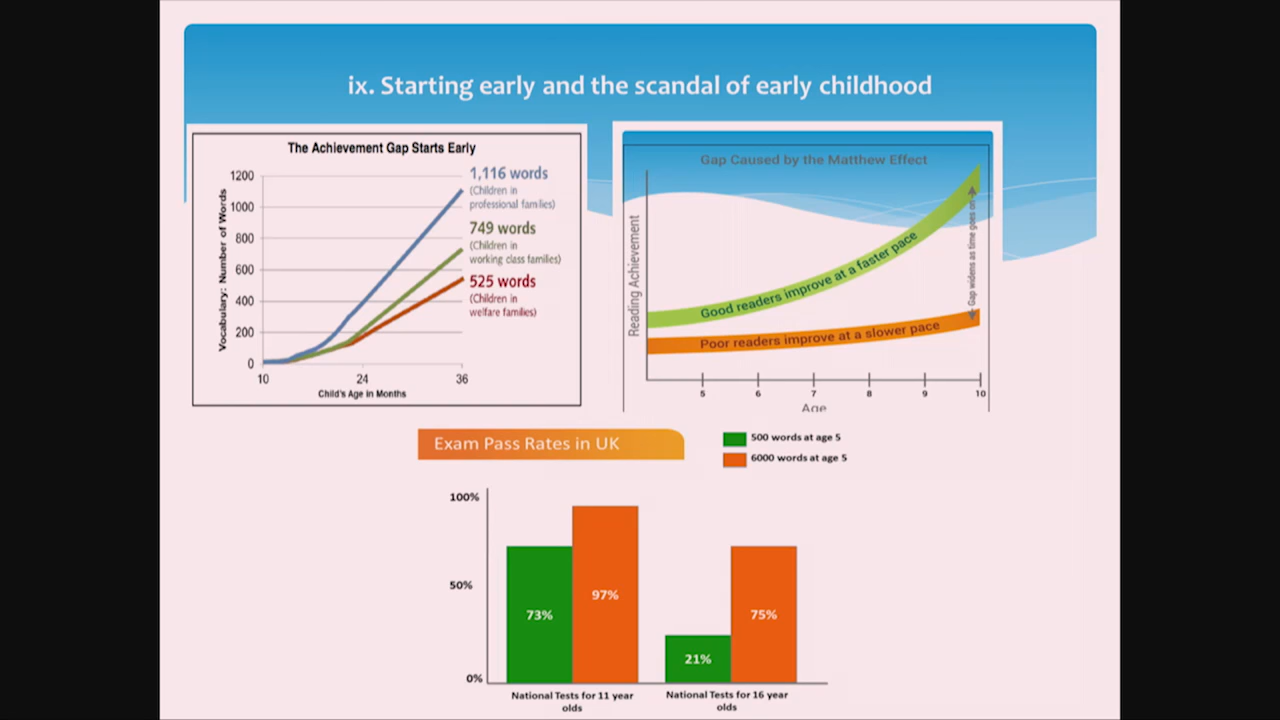 ix. Starting early and the scandal of early childhood
The Achievement Gap Starts Early
Vocabulary: Number of Words
1200
1000
800
600
400
200
0
10
24
36
Child's Age in Months
1,116 words
(Children in
professional families)
749 words
(Children in
working class families)
525 words
(Children in
welfare families)
Gap Caused by the Matthew Effect
Reading Achievement
Good readers improve at a faster pace
Poor readers improve at a slower pace
Gap widens as time goes on
5
6
7
8
9
10
Age
Exam Pass Rates in UK
500 words at age 5
6000 words at age 5
100%
50%
0%
73%
97%
21%
75%
National Tests for 11 year
olds
National Tests for 16 year
olds